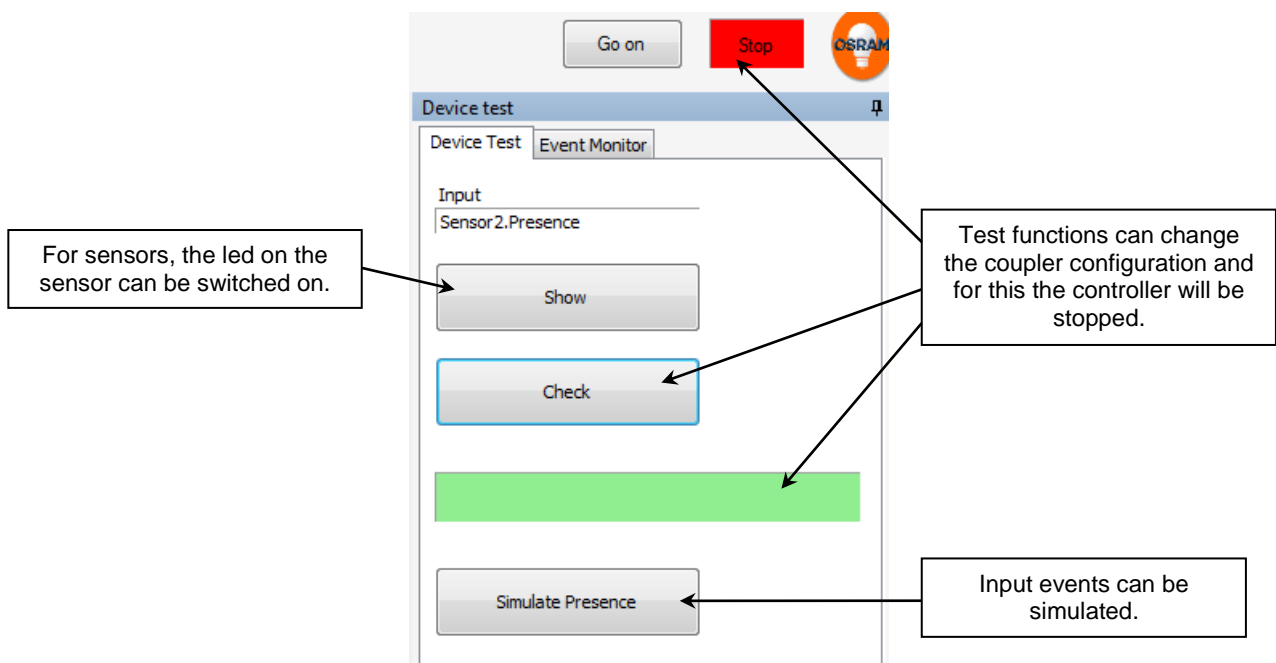 Go on
Stop
OSRAM
Device test
Device Test
Event Monitor
Input
Sensor2.Presence
For sensors, the led on the
sensor can be switched on.
Show
Test functions can change
the coupler configuration and
for this the controller will be
stopped.
Check
Simulate Presence
Input events can be
simulated.